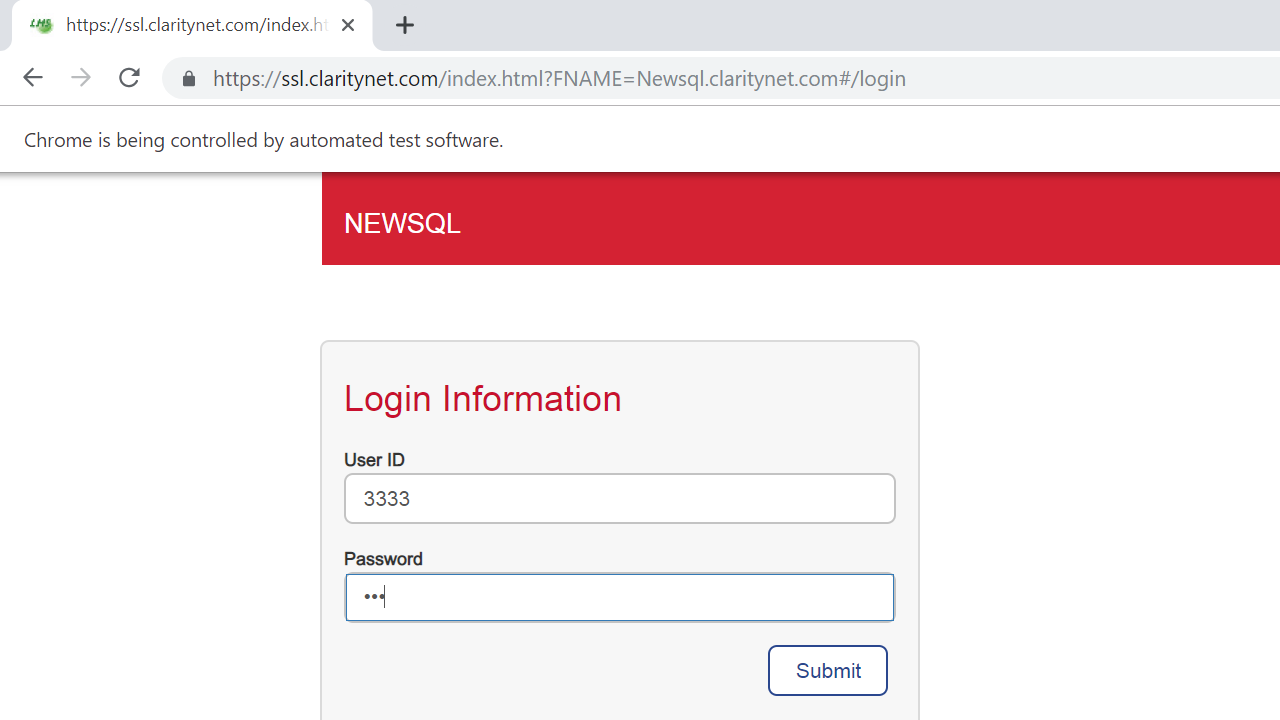 LMS
https://ssl.claritynet.com/index.ht
https://ssl.claritynet.com/index.html?FNAME=Newsql.claritynet.com#/login
Chrome is being controlled by automated test software.
NEWSQL
Login Information
User ID
3333
Password
•••
Submit